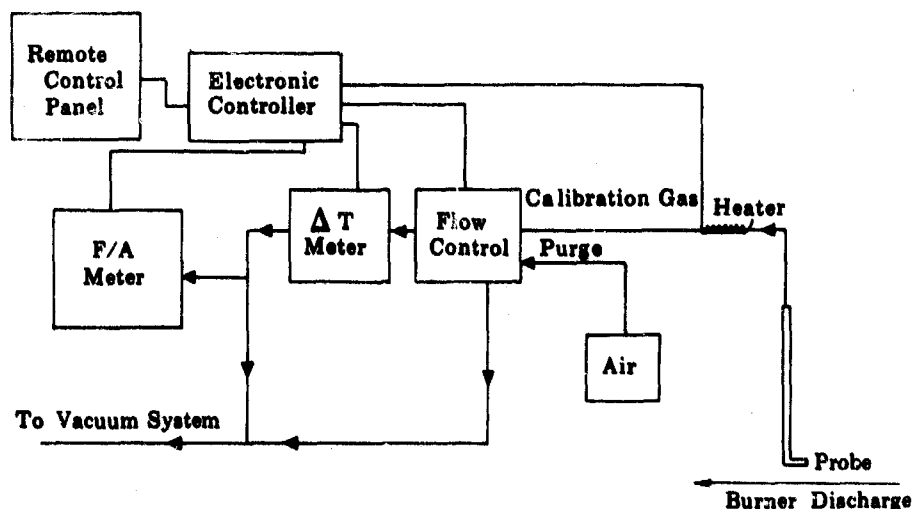 Remote
Control
Panel
Electronic
Controller
F/A
Meter
Δ T
Meter
Flow
Control
Calibration Gas
Heater
Purge
Air
To Vacuum System
Probe
Burner Discharge